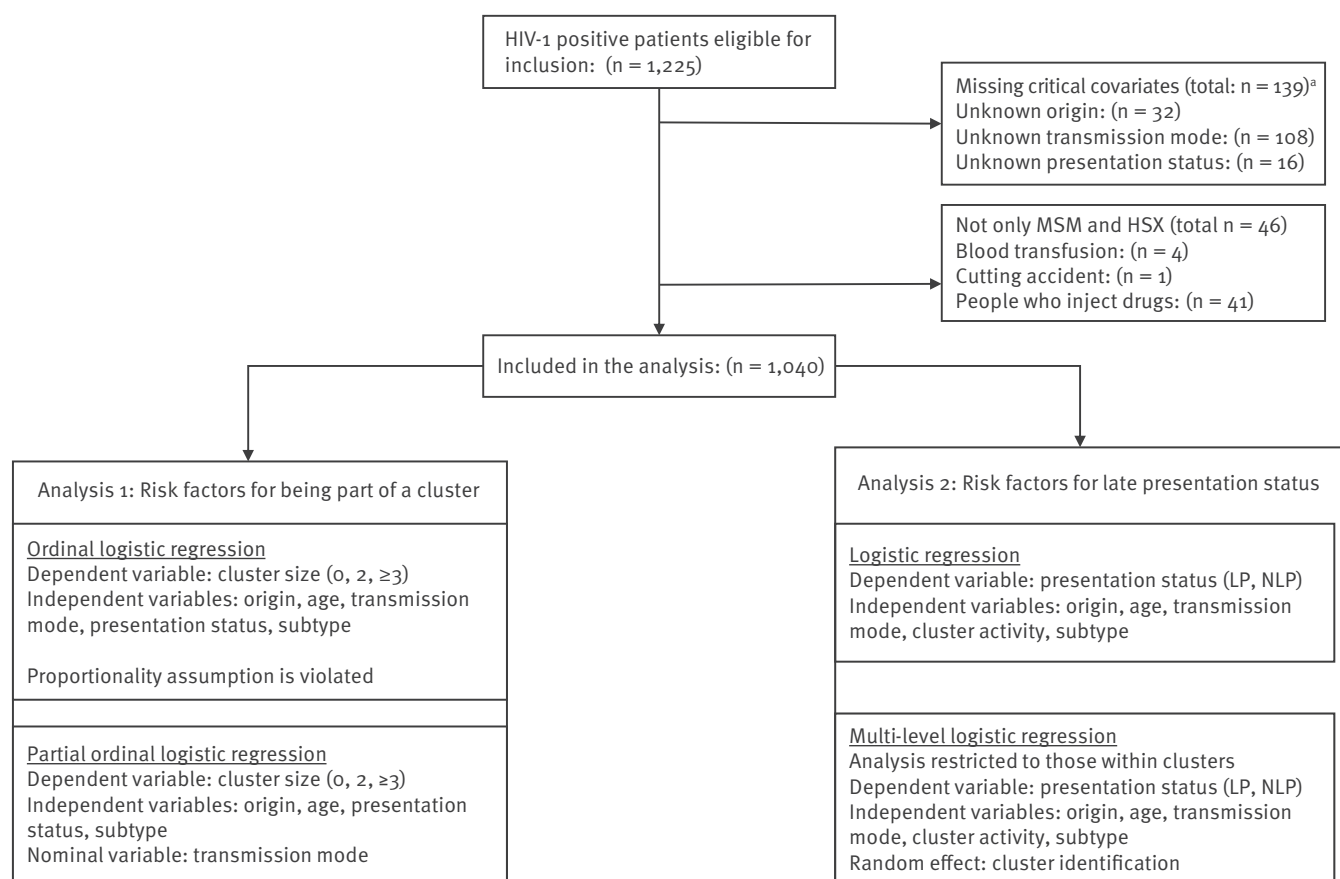 HIV-1 positive patients eligible for
inclusion: (n = 1,225)
Missing critical covariates (total: n = 139)ᵃ
Unknown origin: (n = 32)
Unknown transmission mode: (n = 108)
Unknown presentation status: (n = 16)
Not only MSM and HSX (total n = 46)
Blood transfusion: (n = 4)
Cutting accident: (n = 1)
People who inject drugs: (n = 41)
Included in the analysis: (n = 1,040)
Analysis 1: Risk factors for being part of a cluster
Ordinal logistic regression
Dependent variable: cluster size (0, 2, ≥3)
Independent variables: origin, age, transmission
mode, presentation status, subtype
Proportionality assumption is violated
Partial ordinal logistic regression
Dependent variable: cluster size (0, 2, ≥3)
Independent variables: origin, age, presentation
status, subtype
Nominal variable: transmission mode
Analysis 2: Risk factors for late presentation status
Logistic regression
Dependent variable: presentation status (LP, NLP)
Independent variables: origin, age, transmission
mode, cluster activity, subtype
Multi-level logistic regression
Analysis restricted to those within clusters
Dependent variable: presentation status (LP, NLP)
Independent variables: origin, age, transmission
mode, cluster activity, subtype
Random effect: cluster identification